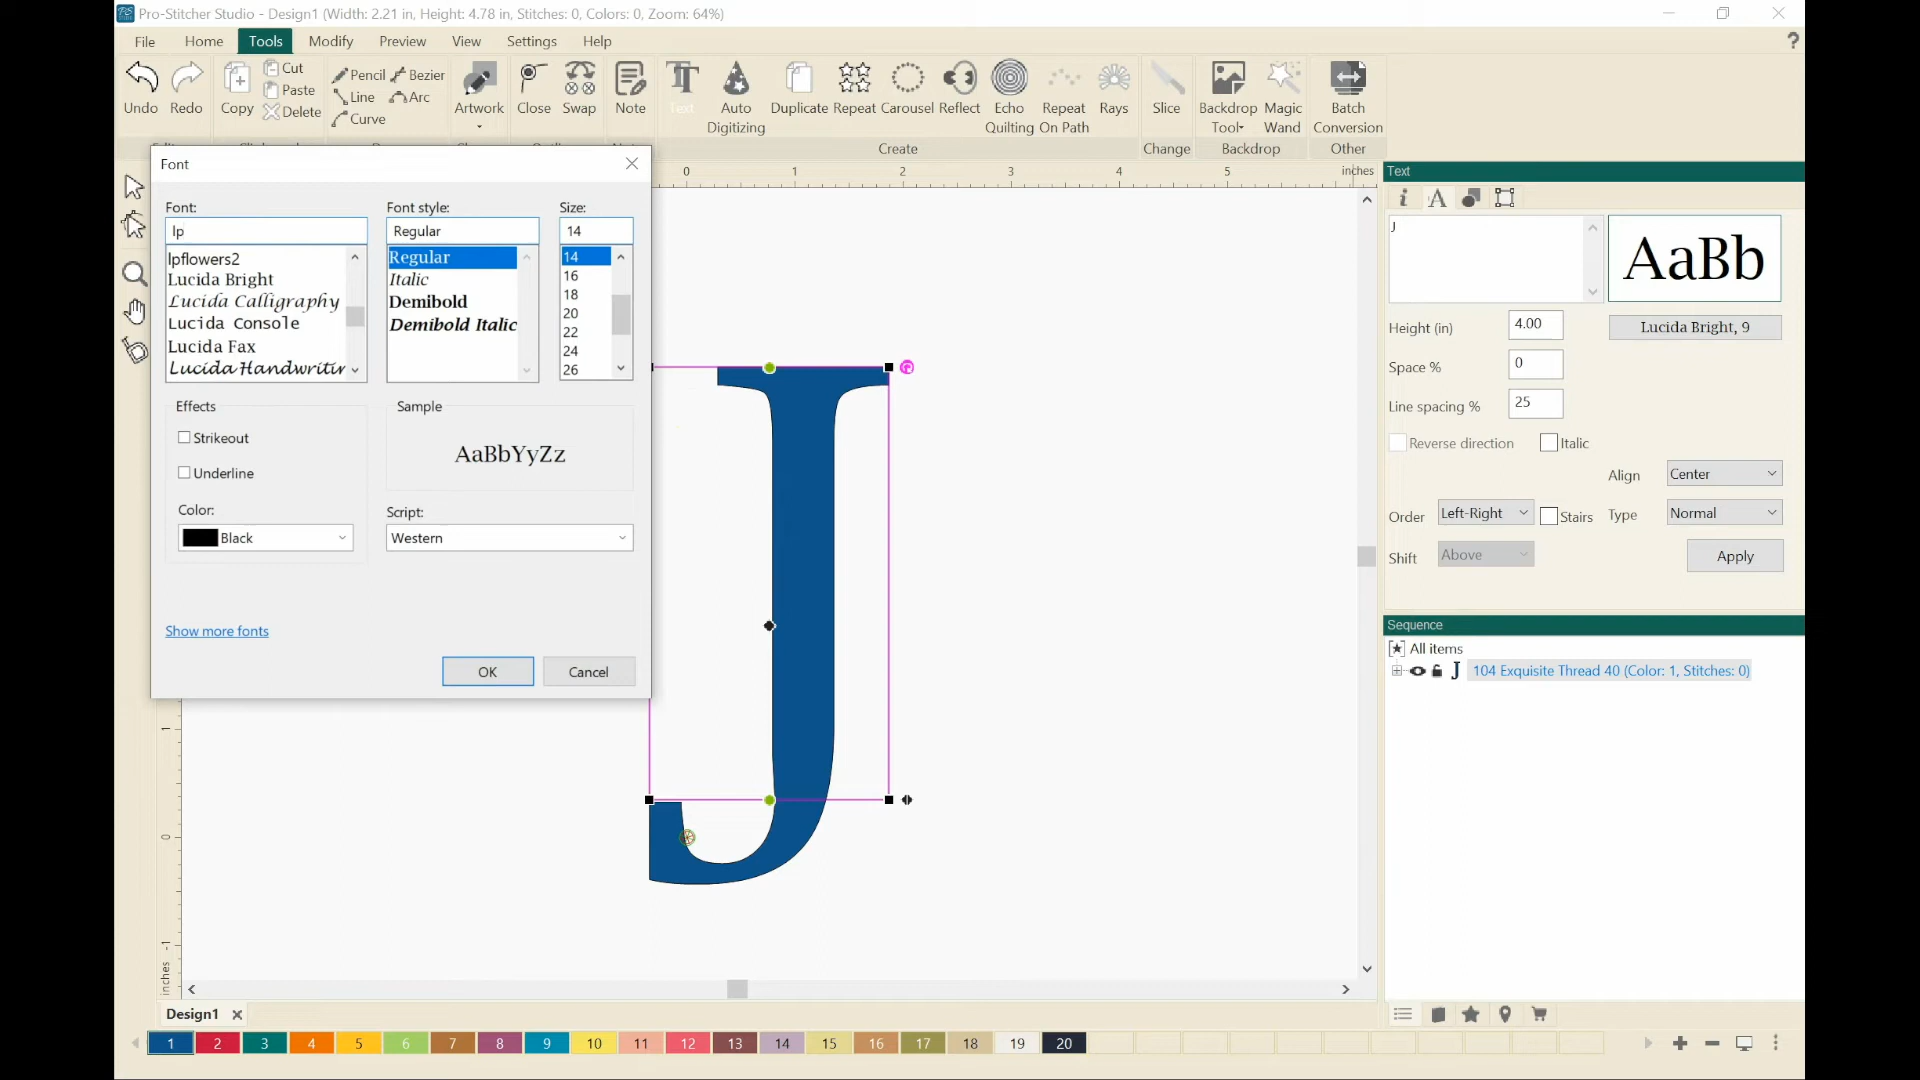 Pro-Stitcher Studio - Design1 (Width: 2.21 in, Height: 4.78 in, Stitches: 0, Colors: 0, Zoom: 64%)
File Home Tools Modify Preview View Settings Help ?
Undo Redo Copy Cut Paste Delete
Pencil Bezier Line Arc Curve
Artwork Close Swap Note Text Auto Digitizing Duplicate Repeat Carousel Reflect Echo Quilting Repeat On Path Rays Slice Backdrop Tool Magic Wand Batch Conversion
Create Change Backdrop Other
Font
Font: Font style: Size:
lp Regular 14
lpflowers2
Lucida Bright
Lucida Calligraphy
Lucida Console
Lucida Fax
Lucida Handwritin
Regular
Italic
Demibold
Demibold Italic
14
16
18
20
22
24
26
Effects
Strikeout
Underline
Color:
Black
Sample
AaBbYyZz
Script:
Western
Show more fonts
OK Cancel
0 1 2 3 4 5 inches
1
0
-1
inches
J
Text
J
AaBb
Height (in) 4.00 Lucida Bright, 9
Space % 0
Line spacing % 25
Reverse direction Italic
Align Center
Order Left-Right Stairs Type Normal
Shift Above Apply
Sequence
All items
J 104 Exquisite Thread 40 (Color: 1, Stitches: 0)
Design1
1 2 3 4 5 6 7 8 9 10 11 12 13 14 15 16 17 18 19 20